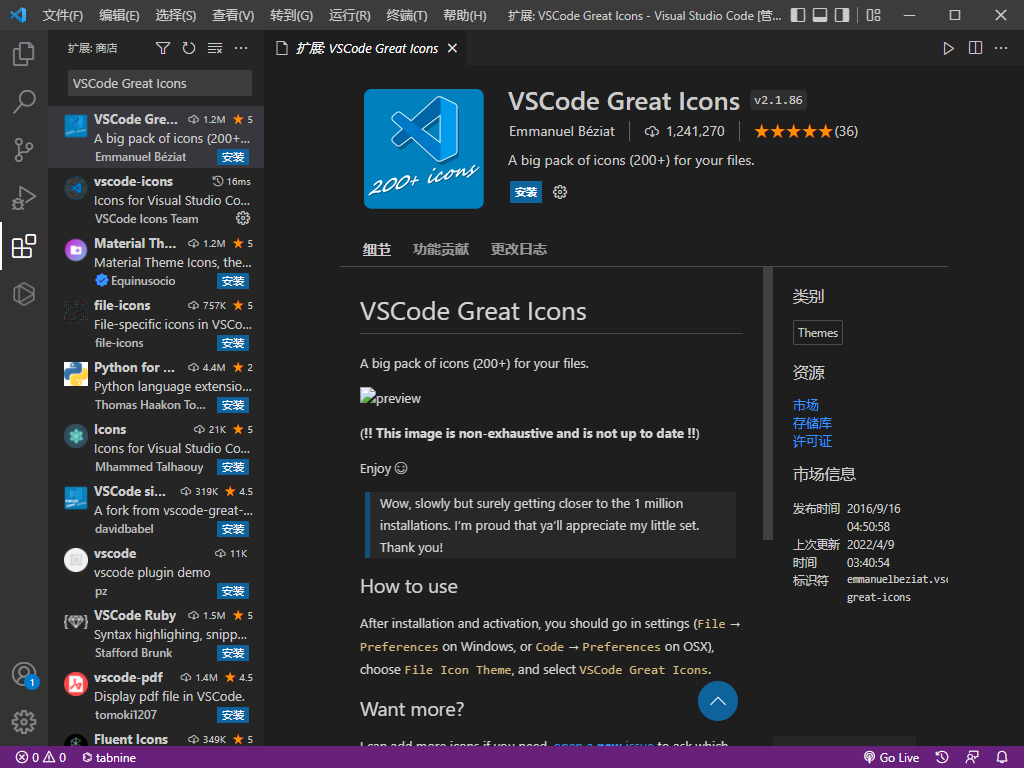 文件(F) 编辑(E) 选择(S) 查看(V) 转到(G) 运行(R) 终端(T) 帮助(H) 扩展: VSCode Great Icons - Visual Studio Code [管...
扩展: 商店
扩展: VSCode Great Icons
VSCode Great Icons
VSCode Gre... 1.2M 5
A big pack of icons (200+...
Emmanuel Béziat 安装
vscode-icons 16ms
Icons for Visual Studio Co...
VSCode Icons Team
Material Th... 1.2M 5
Material Theme Icons, the...
Equinusocio 安装
file-icons 757K 5
File-specific icons in VSCo...
file-icons 安装
Python for ... 4.4M 2
Python language extensio...
Thomas Haakon To... 安装
Icons 21K 5
Icons for Visual Studio Co...
Mhammed Talhaouy 安装
VSCode si... 319K 4.5
A fork from vscode-great-...
davidbabel 安装
vscode 11K
vscode plugin demo
pz 安装
VSCode Ruby 1.5M 5
Syntax highlighing, snipp...
Stafford Brunk 安装
vscode-pdf 1.4M 4.5
Display pdf file in VSCode.
tomoki1207 安装
Fluent Icons 349K 5
200+ icons
VSCode Great Icons v2.1.86
Emmanuel Béziat 1,241,270 (36)
A big pack of icons (200+) for your files.
安装
细节 功能贡献 更改日志
VSCode Great Icons
A big pack of icons (200+) for your files.
preview
(!! This image is non-exhaustive and is not up to date !!)
Enjoy
Wow, slowly but surely getting closer to the 1 million
installations. I'm proud that ya'll appreciate my little set.
Thank you!
How to use
After installation and activation, you should go in settings (File →
Preferences on Windows, or Code → Preferences on OSX),
choose File Icon Theme, and select VSCode Great Icons.
Want more?
I can add more icons if you need, open a new issue to ask which
类别
Themes
资源
市场
存储库
许可证
市场信息
发布时间 2016/9/16
04:50:58
上次更新 2022/4/9
时间 03:40:54
标识符 emmanuelbeziat.vsc
great-icons
1
0 0 tabnine
Go Live